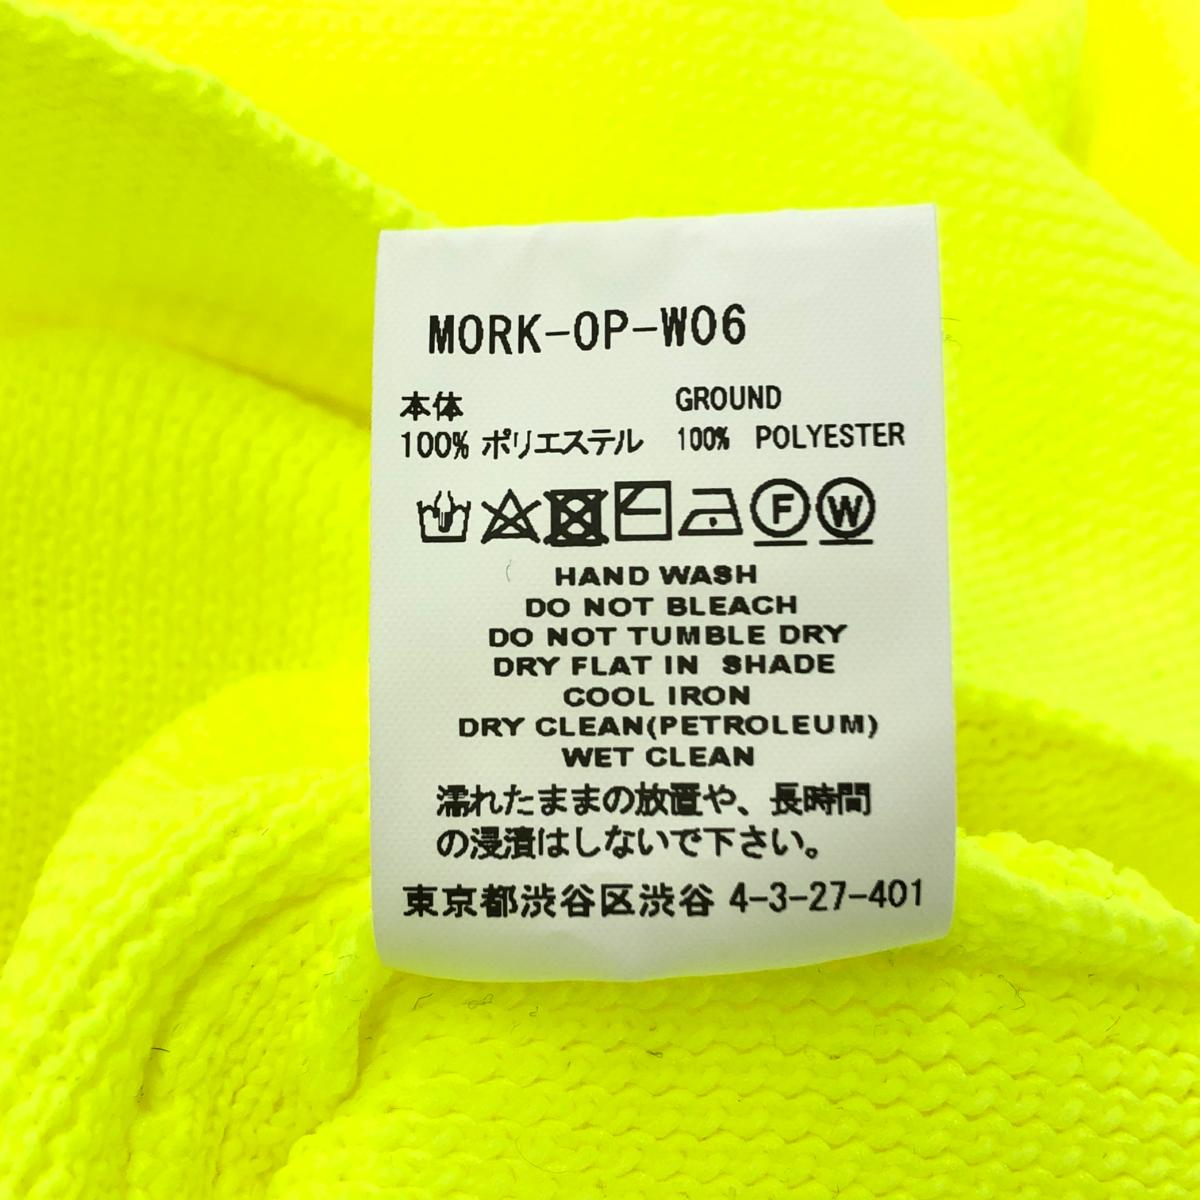 MORK-OP-W06
本体 GROUND
100% ポリエステル 100% POLYESTER
F W
HAND WASH
DO NOT BLEACH
DO NOT TUMBLE DRY
DRY FLAT IN SHADE
COOL IRON
DRY CLEAN(PETROLEUM)
WET CLEAN
濡れたままの放置や、長時間
の浸漬はしないで下さい。
東京都渋谷区渋谷 4-3-27-401